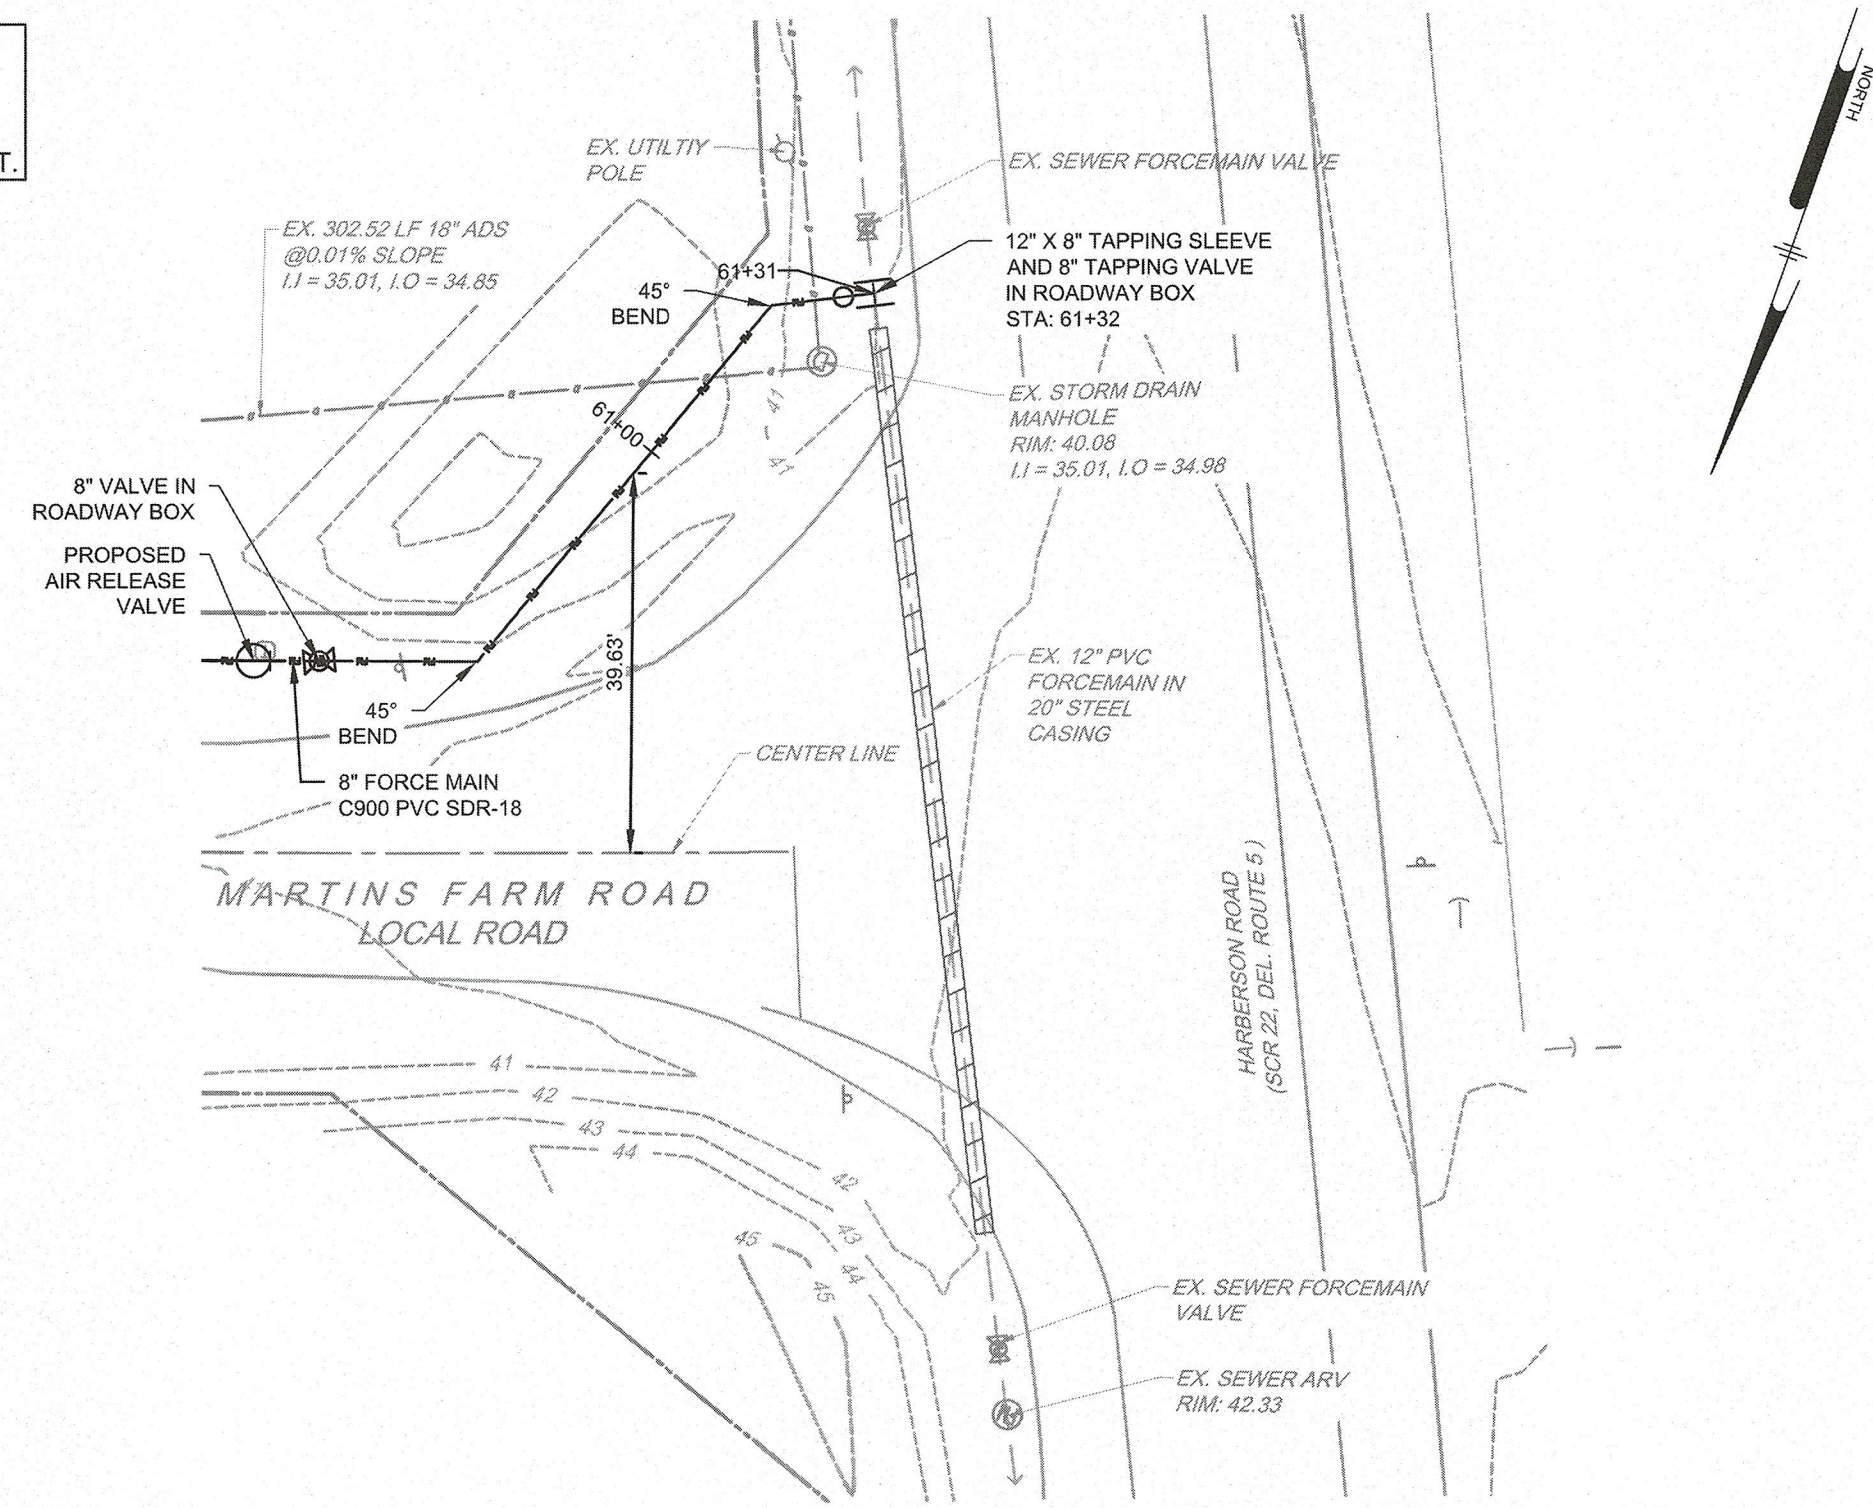 T.
NORTH
EX. UTILTIY
POLE
EX. SEWER FORCEMAIN VALVE
EX. 302.52 LF 18" ADS
@0.01% SLOPE
I.I = 35.01, I.O = 34.85
61+31
12" X 8" TAPPING SLEEVE
AND 8" TAPPING VALVE
IN ROADWAY BOX
STA: 61+32
45°
BEND
EX. STORM DRAIN
MANHOLE
RIM: 40.08
I.I = 35.01, I.O = 34.98
41
41
61+00
8" VALVE IN
ROADWAY BOX
PROPOSED
AIR RELEASE
VALVE
39.63'
EX. 12" PVC
FORCEMAIN IN
20" STEEL
CASING
45°
BEND
CENTER LINE
8" FORCE MAIN
C900 PVC SDR-18
MARTINS FARM ROAD
LOCAL ROAD
HARBERSON ROAD
(SCR 22, DEL. ROUTE 5 )
41
42
43
44
42
43
44
45
45
EX. SEWER FORCEMAIN
VALVE
EX. SEWER ARV
RIM: 42.33